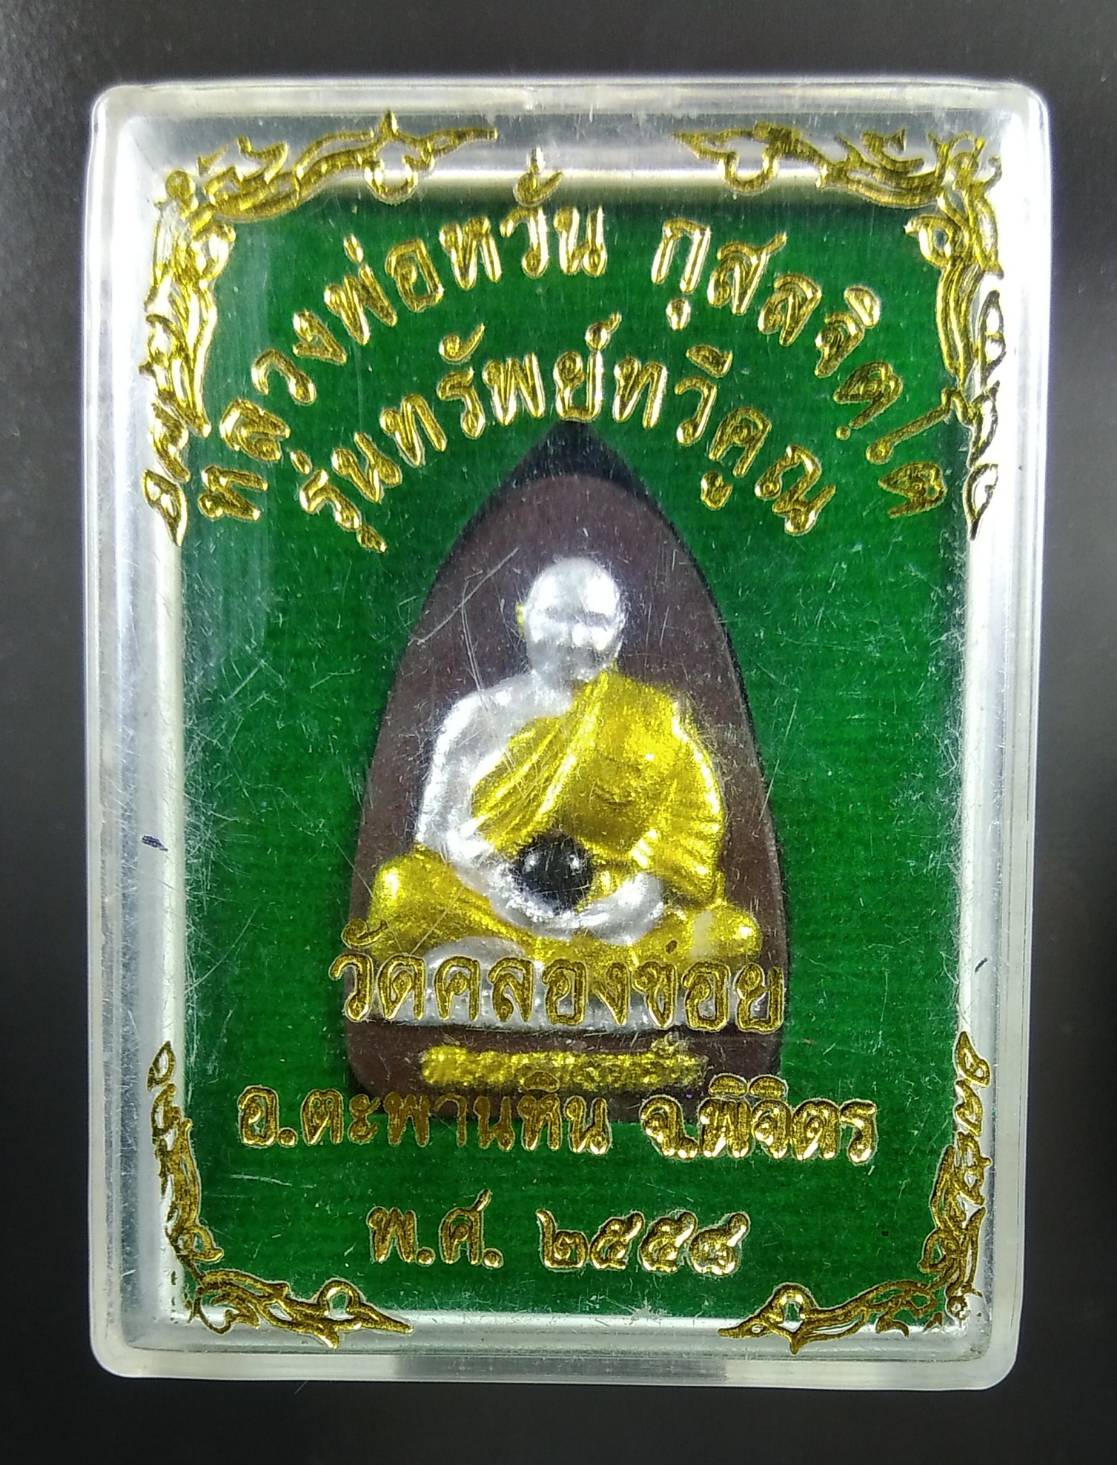 หลวงพ่อหวั่น กุสลจิตฺโต
รุ่นทรัพย์ทวีคูณ
วัดคลองข่อย
อ.ตะพานหิน จ.พิจิตร
พ.ศ. ๒๕๕๘